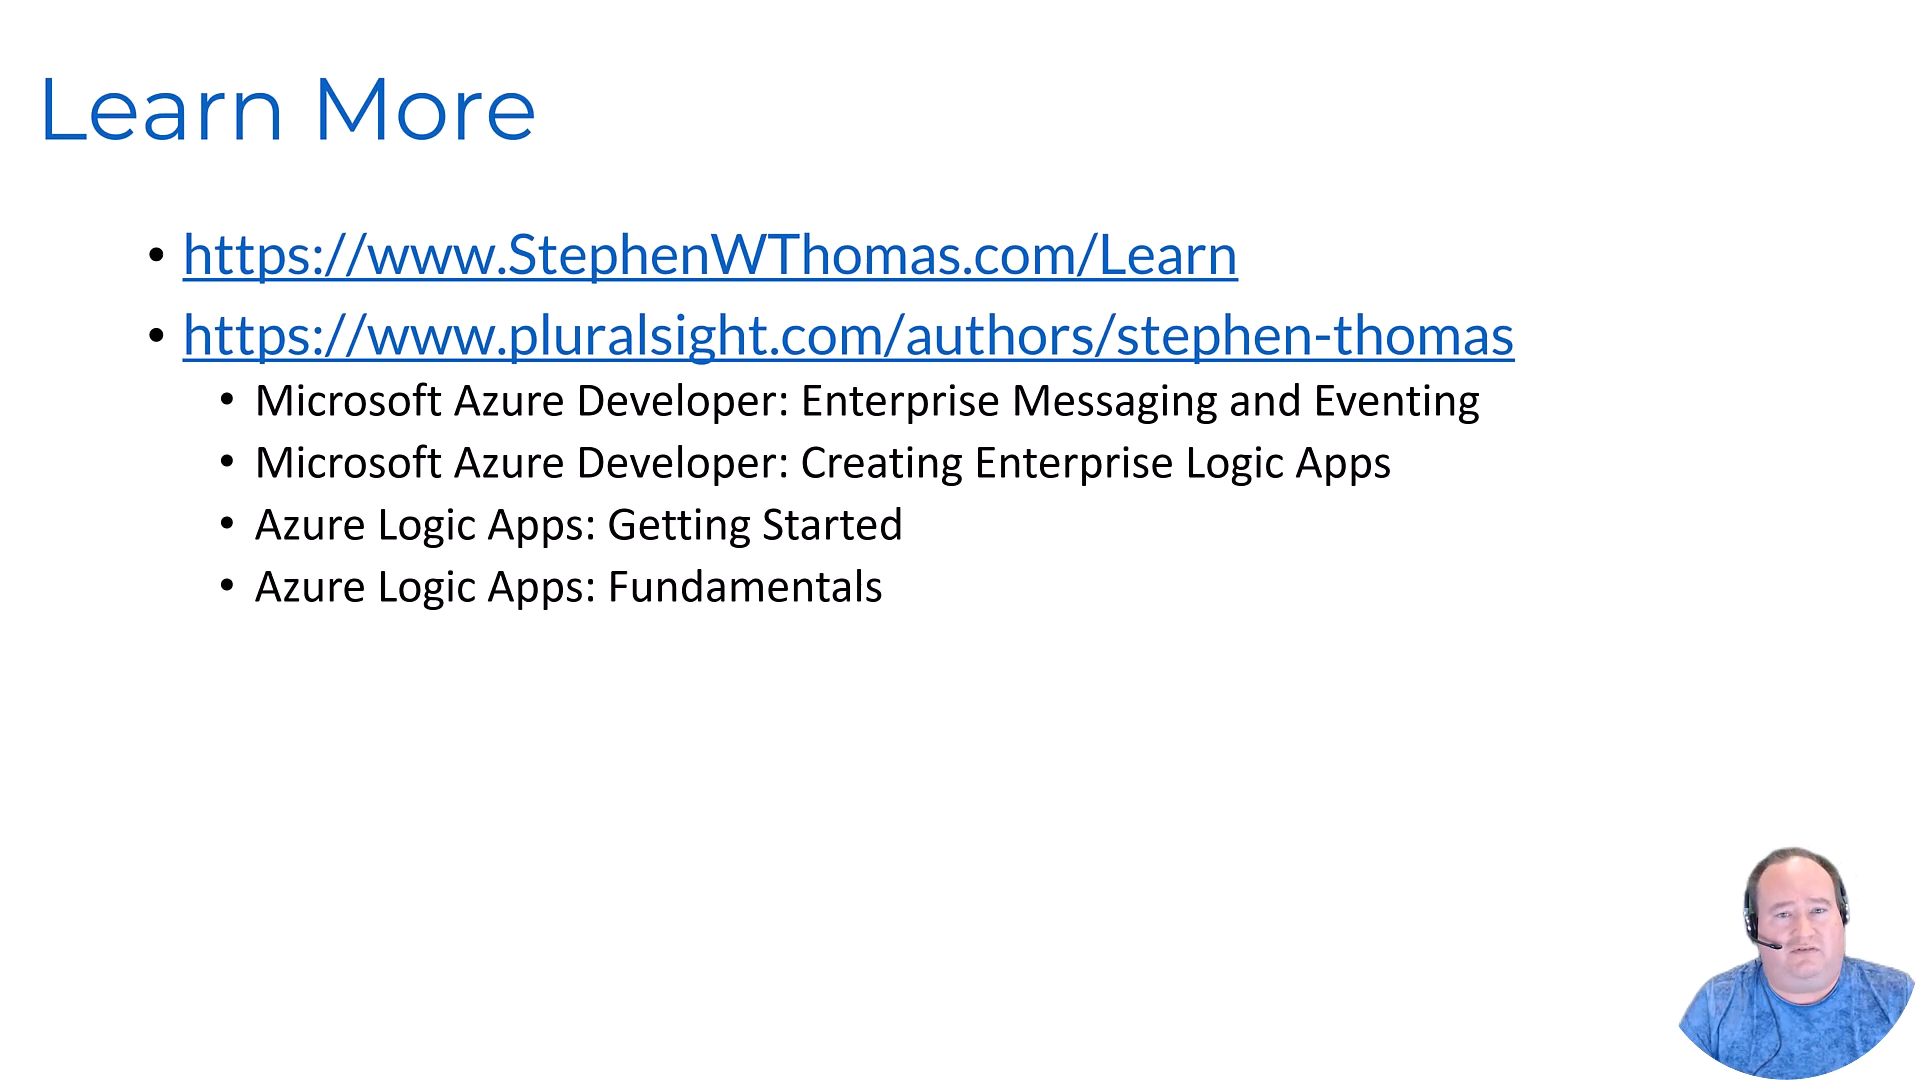 Learn More
• https://www.StephenWThomas.com/Learn
• https://www.pluralsight.com/authors/stephen-thomas
• Microsoft Azure Developer: Enterprise Messaging and Eventing
• Microsoft Azure Developer: Creating Enterprise Logic Apps
• Azure Logic Apps: Getting Started
• Azure Logic Apps: Fundamentals